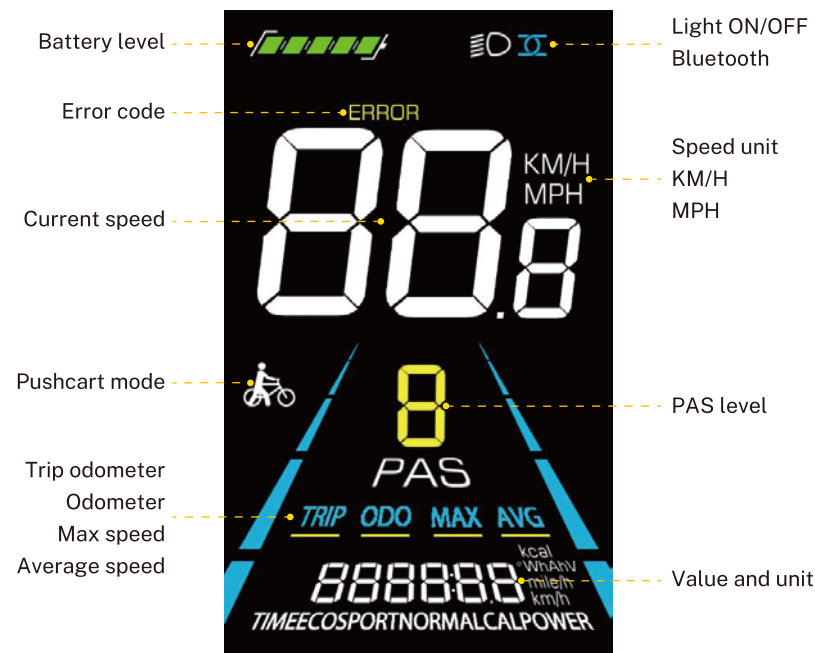 Battery level
Light ON/OFF
Bluetooth
Error code
ERROR
88.8
KM/H
MPH
Speed unit
KM/H
MPH
Current speed
Pushcart mode
8
PAS level
PAS
Trip odometer
Odometer
Max speed
Average speed
TRIP ODO MAX AVG
888888
kcal
°WhAhV
mile/h
km/h
Value and unit
TIMEECOSPORTNORMALCALPOWER